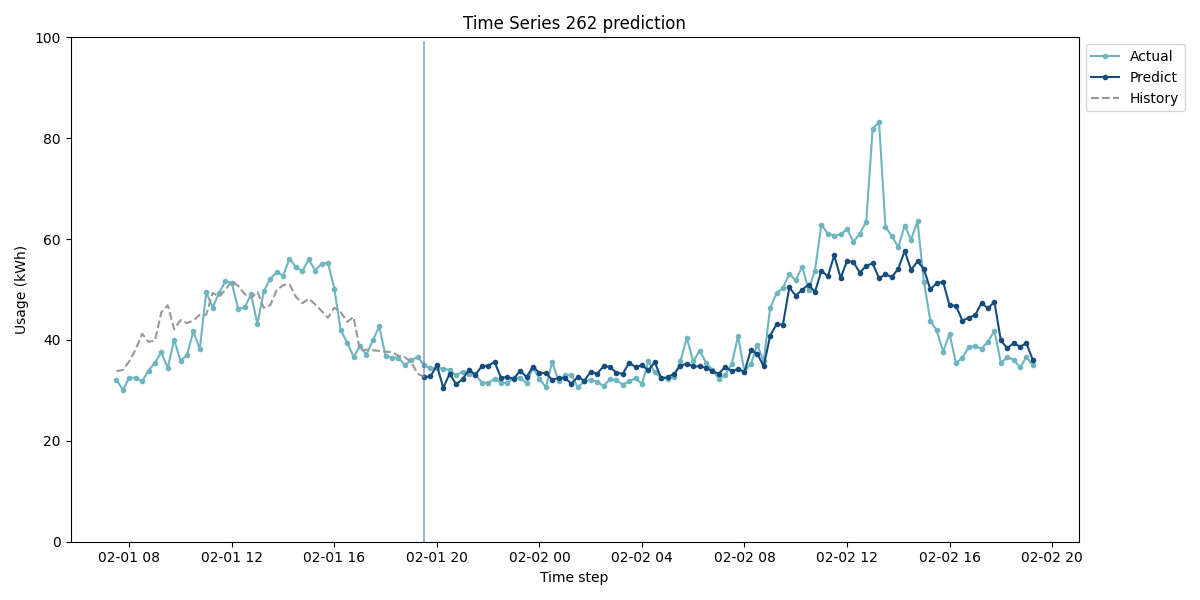 Time Series 262 prediction
Usage (kWh)
100
80
60
40
20
0
02-01 08
02-01 12
02-01 16
02-01 20
02-02 00
02-02 04
02-02 08
02-02 12
02-02 16
02-02 20
Time step
Actual
Predict
History